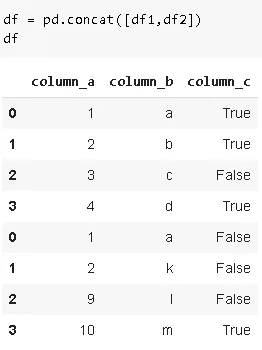 df = pd.concat([df1,df2])
df
column_a column_b column_c
0 1 a True
1 2 b True
2 3 c False
3 4 d True
0 1 a False
1 2 k False
2 9 l False
3 10 m True